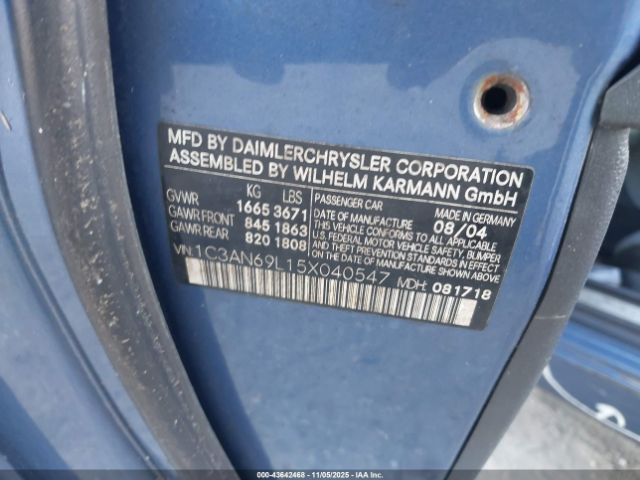 MFD BY DAIMLERCHRYSLER CORPORATION
ASSEMBLED BY WILHELM KARMANN GmbH
KG LBS PASSENGER CAR MADE IN GERMANY
GVWR 1665 3671 DATE OF MANUFACTURE 08/04
GAWR FRONT 845 1863 THIS VEHICLE CONFORMS TO ALL APPLICABLE
GAWR REAR 820 1808 U.S. FEDERAL MOTOR VEHICLE SAFETY, BUMPER
AND THEFT PREVENTION STANDARDS IN EFFECT ON
THE DATE OF MANUFACTURE SHOWN ABOVE.
VIN: 1C3AN69L15X040547 MDH: 081718
000-43642468 - 11/05/2025 - IAAI.COM